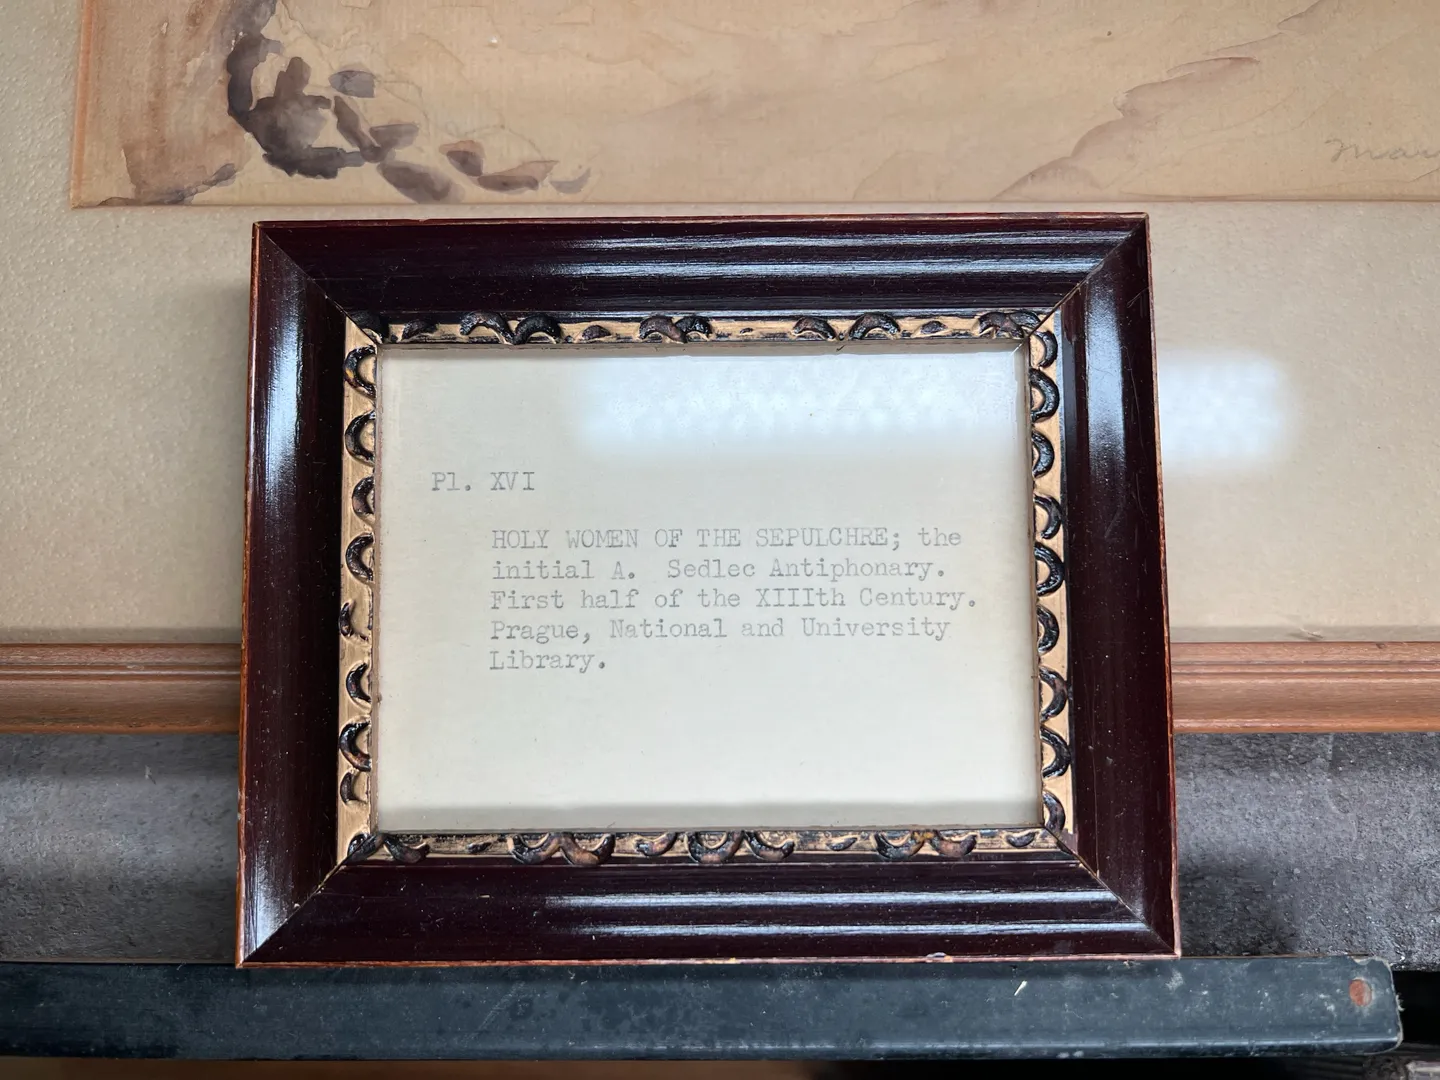 Pl. XVI
HOLY WOMEN OF THE SEPULCHRE; the
initial A. Sedlec Antiphonary.
First half of the XIIIth Century.
Prague, National and University
Library.